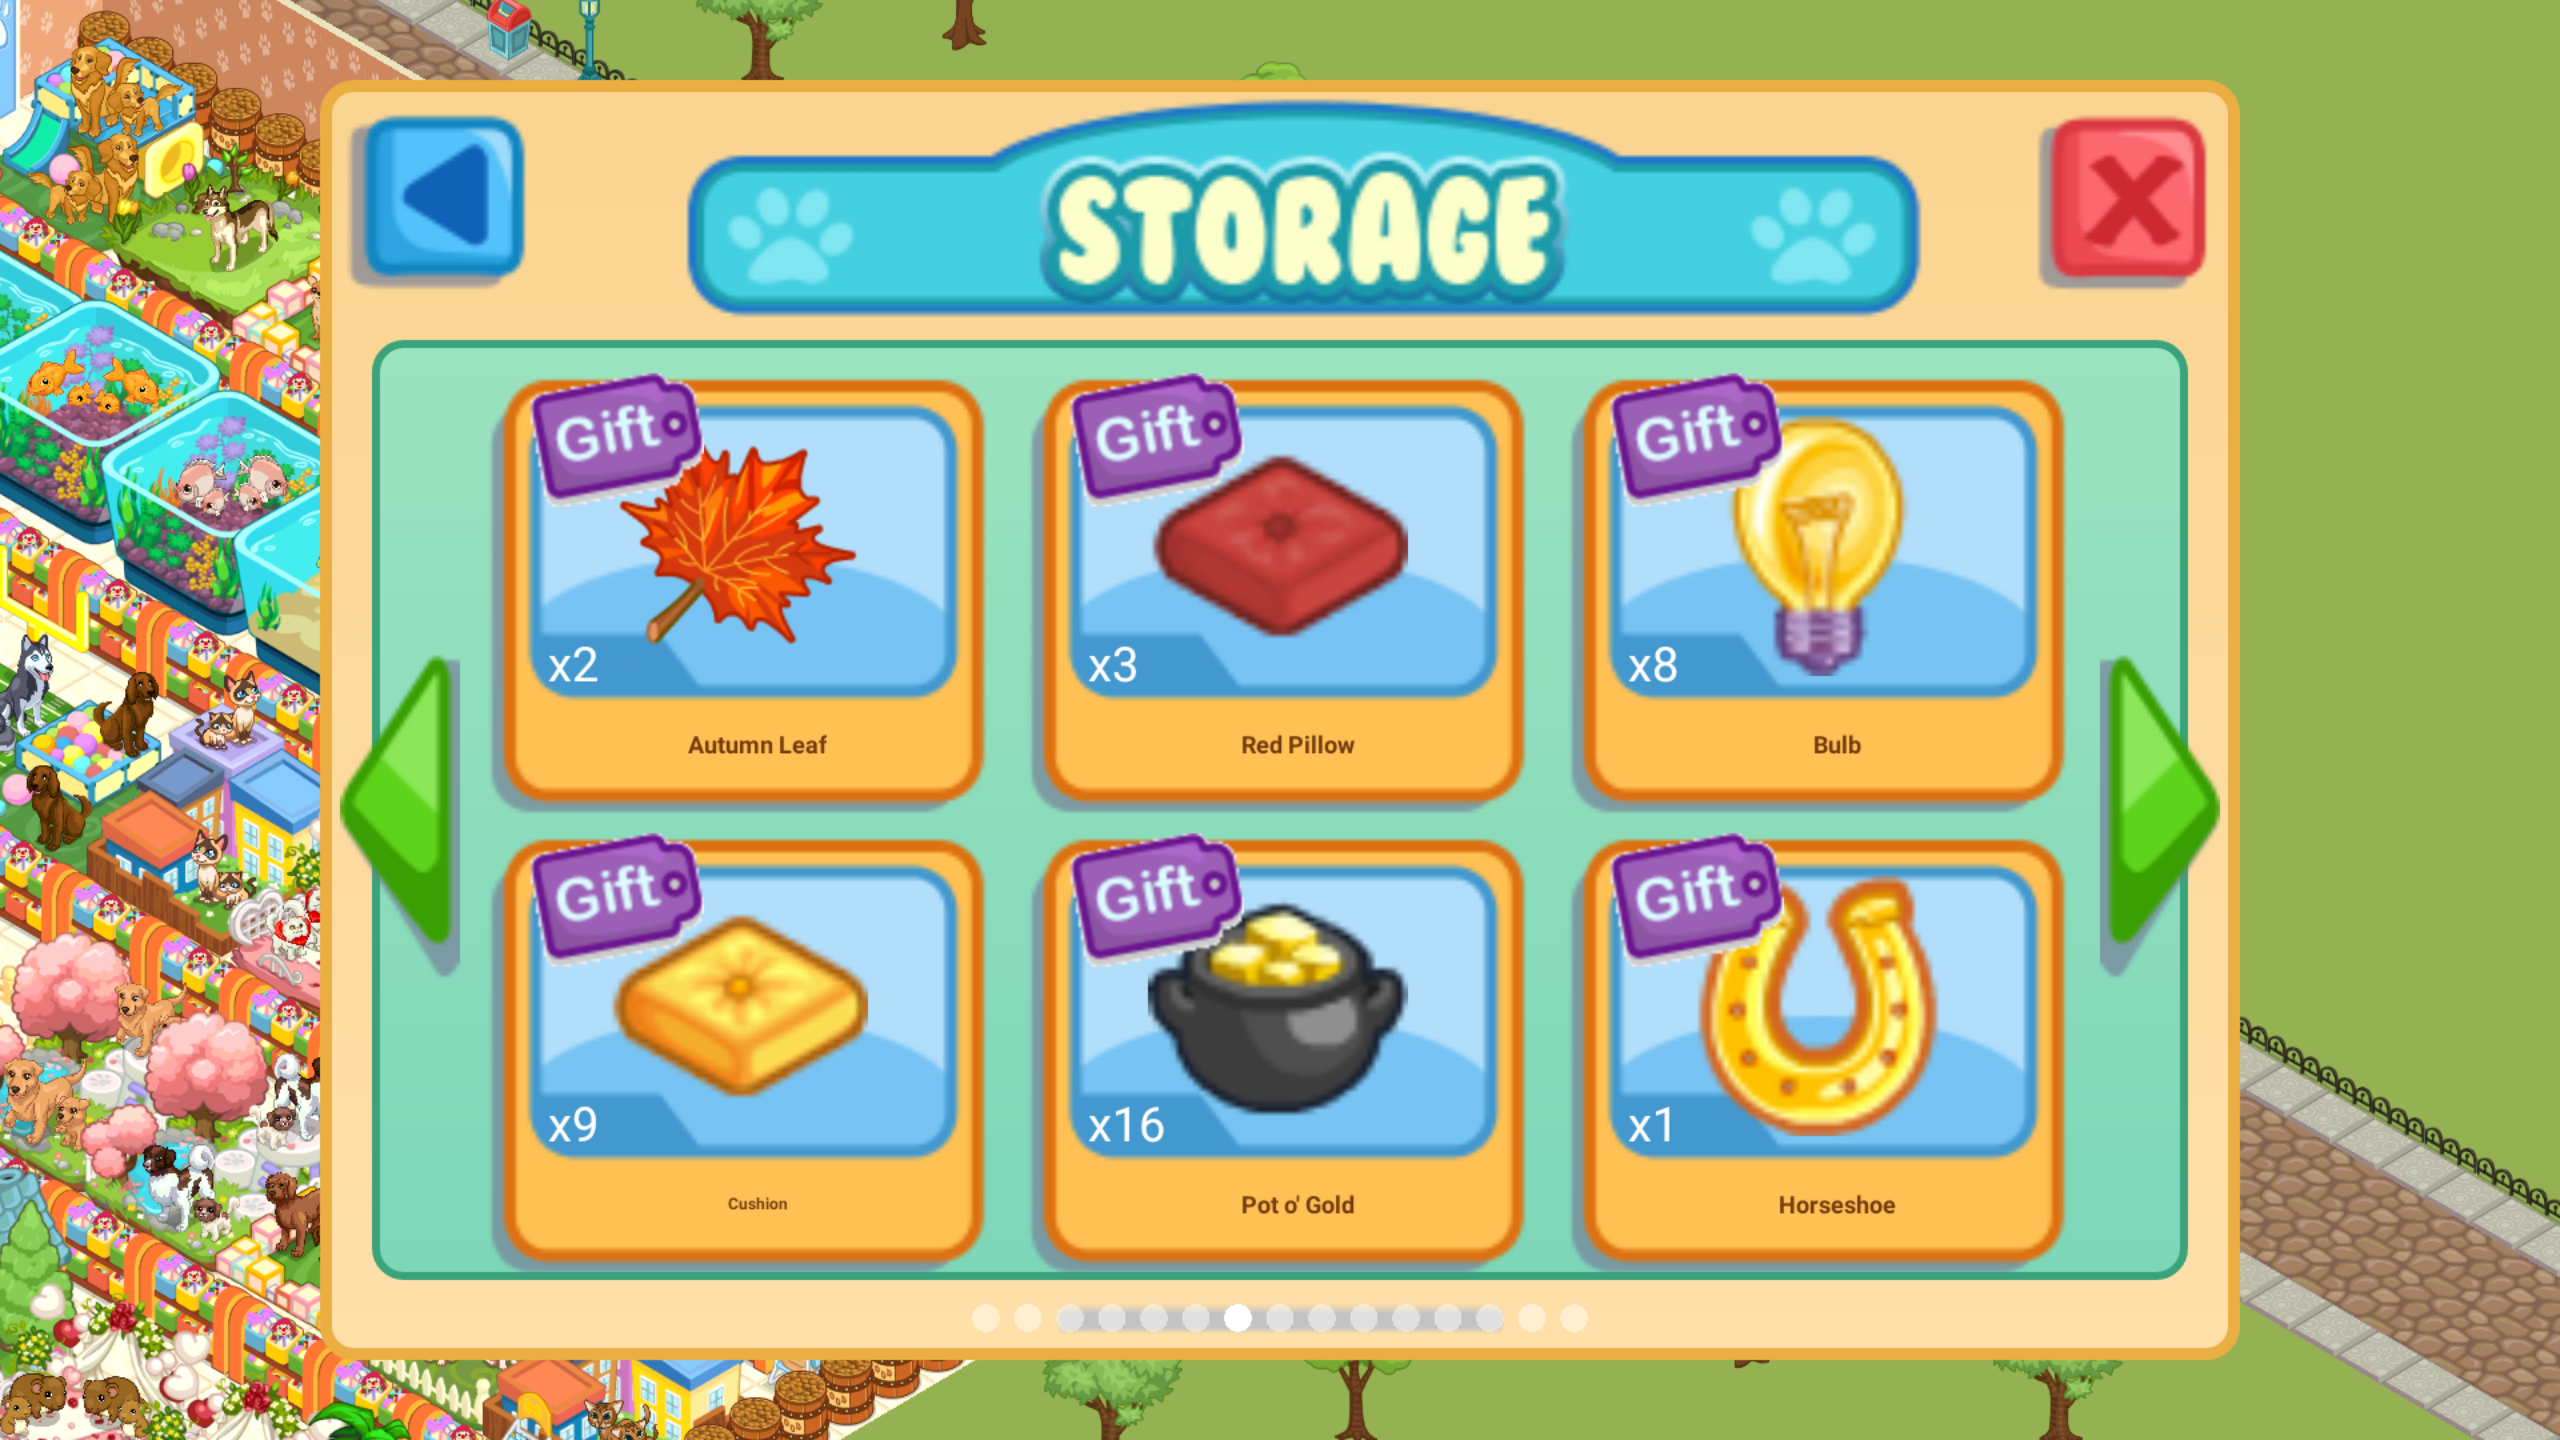 STORAGE
Gift
x2
Autumn Leaf
Gift
x3
Red Pillow
Gift
x8
Bulb
Gift
x9
Cushion
Gift
x16
Pot o' Gold
Gift
x1
Horseshoe